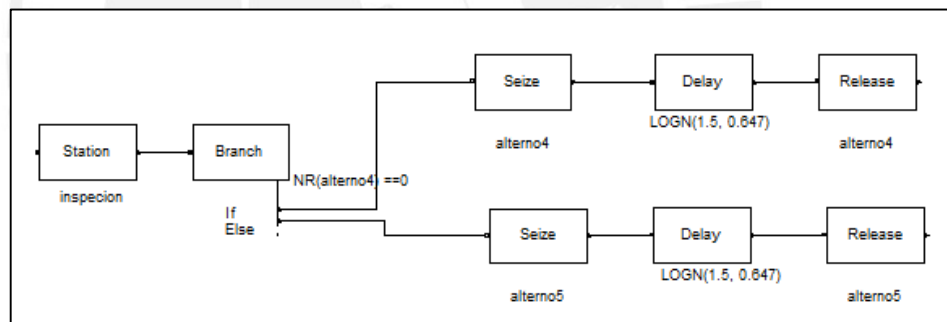 Seize
Delay
Release
LOGN(1.5, 0.647)
alterno4
alterno4
Station
Branch
inspecion
NR(alterno4) ==0
If
Else
Seize
Delay
Release
LOGN(1.5, 0.647)
alterno5
alterno5